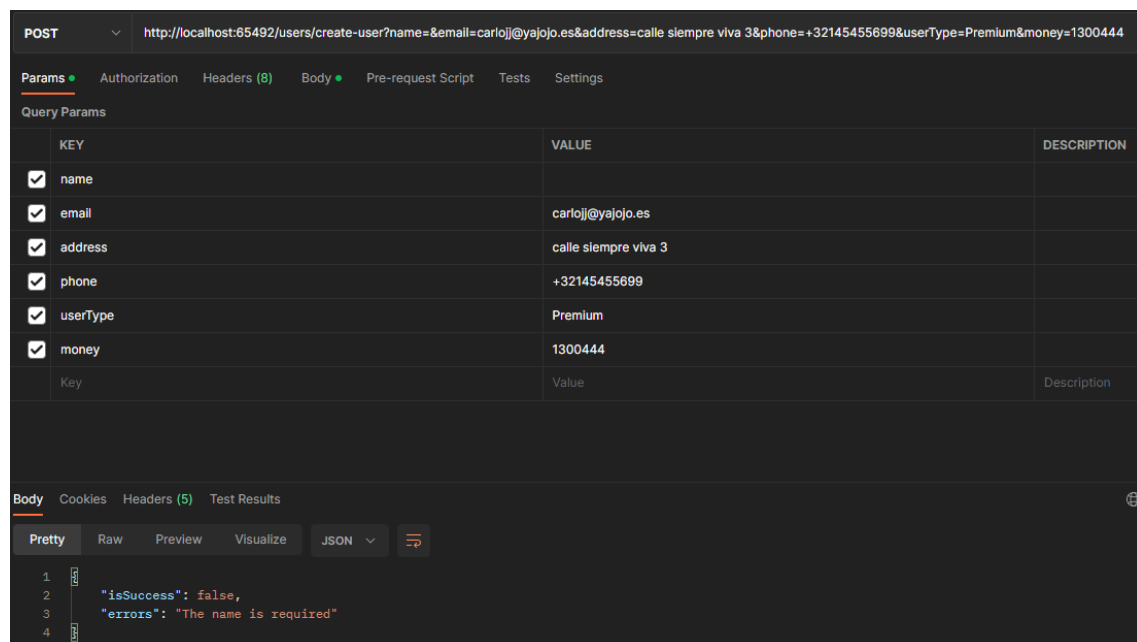 POST http://localhost:65492/users/create-user?name=&email=carlojj@yajojo.es&address=calle siempre viva 3&phone=+32145455699&userType=Premium&money=1300444
Params Authorization Headers (8) Body Pre-request Script Tests Settings
Query Params
KEY VALUE DESCRIPTION
name
email carlojj@yajojo.es
address calle siempre viva 3
phone +32145455699
userType Premium
money 1300444
Key Value Description
Body Cookies Headers (5) Test Results
Pretty Raw Preview Visualize JSON
1 {
2 "isSuccess": false,
3 "errors": "The name is required"
4 }